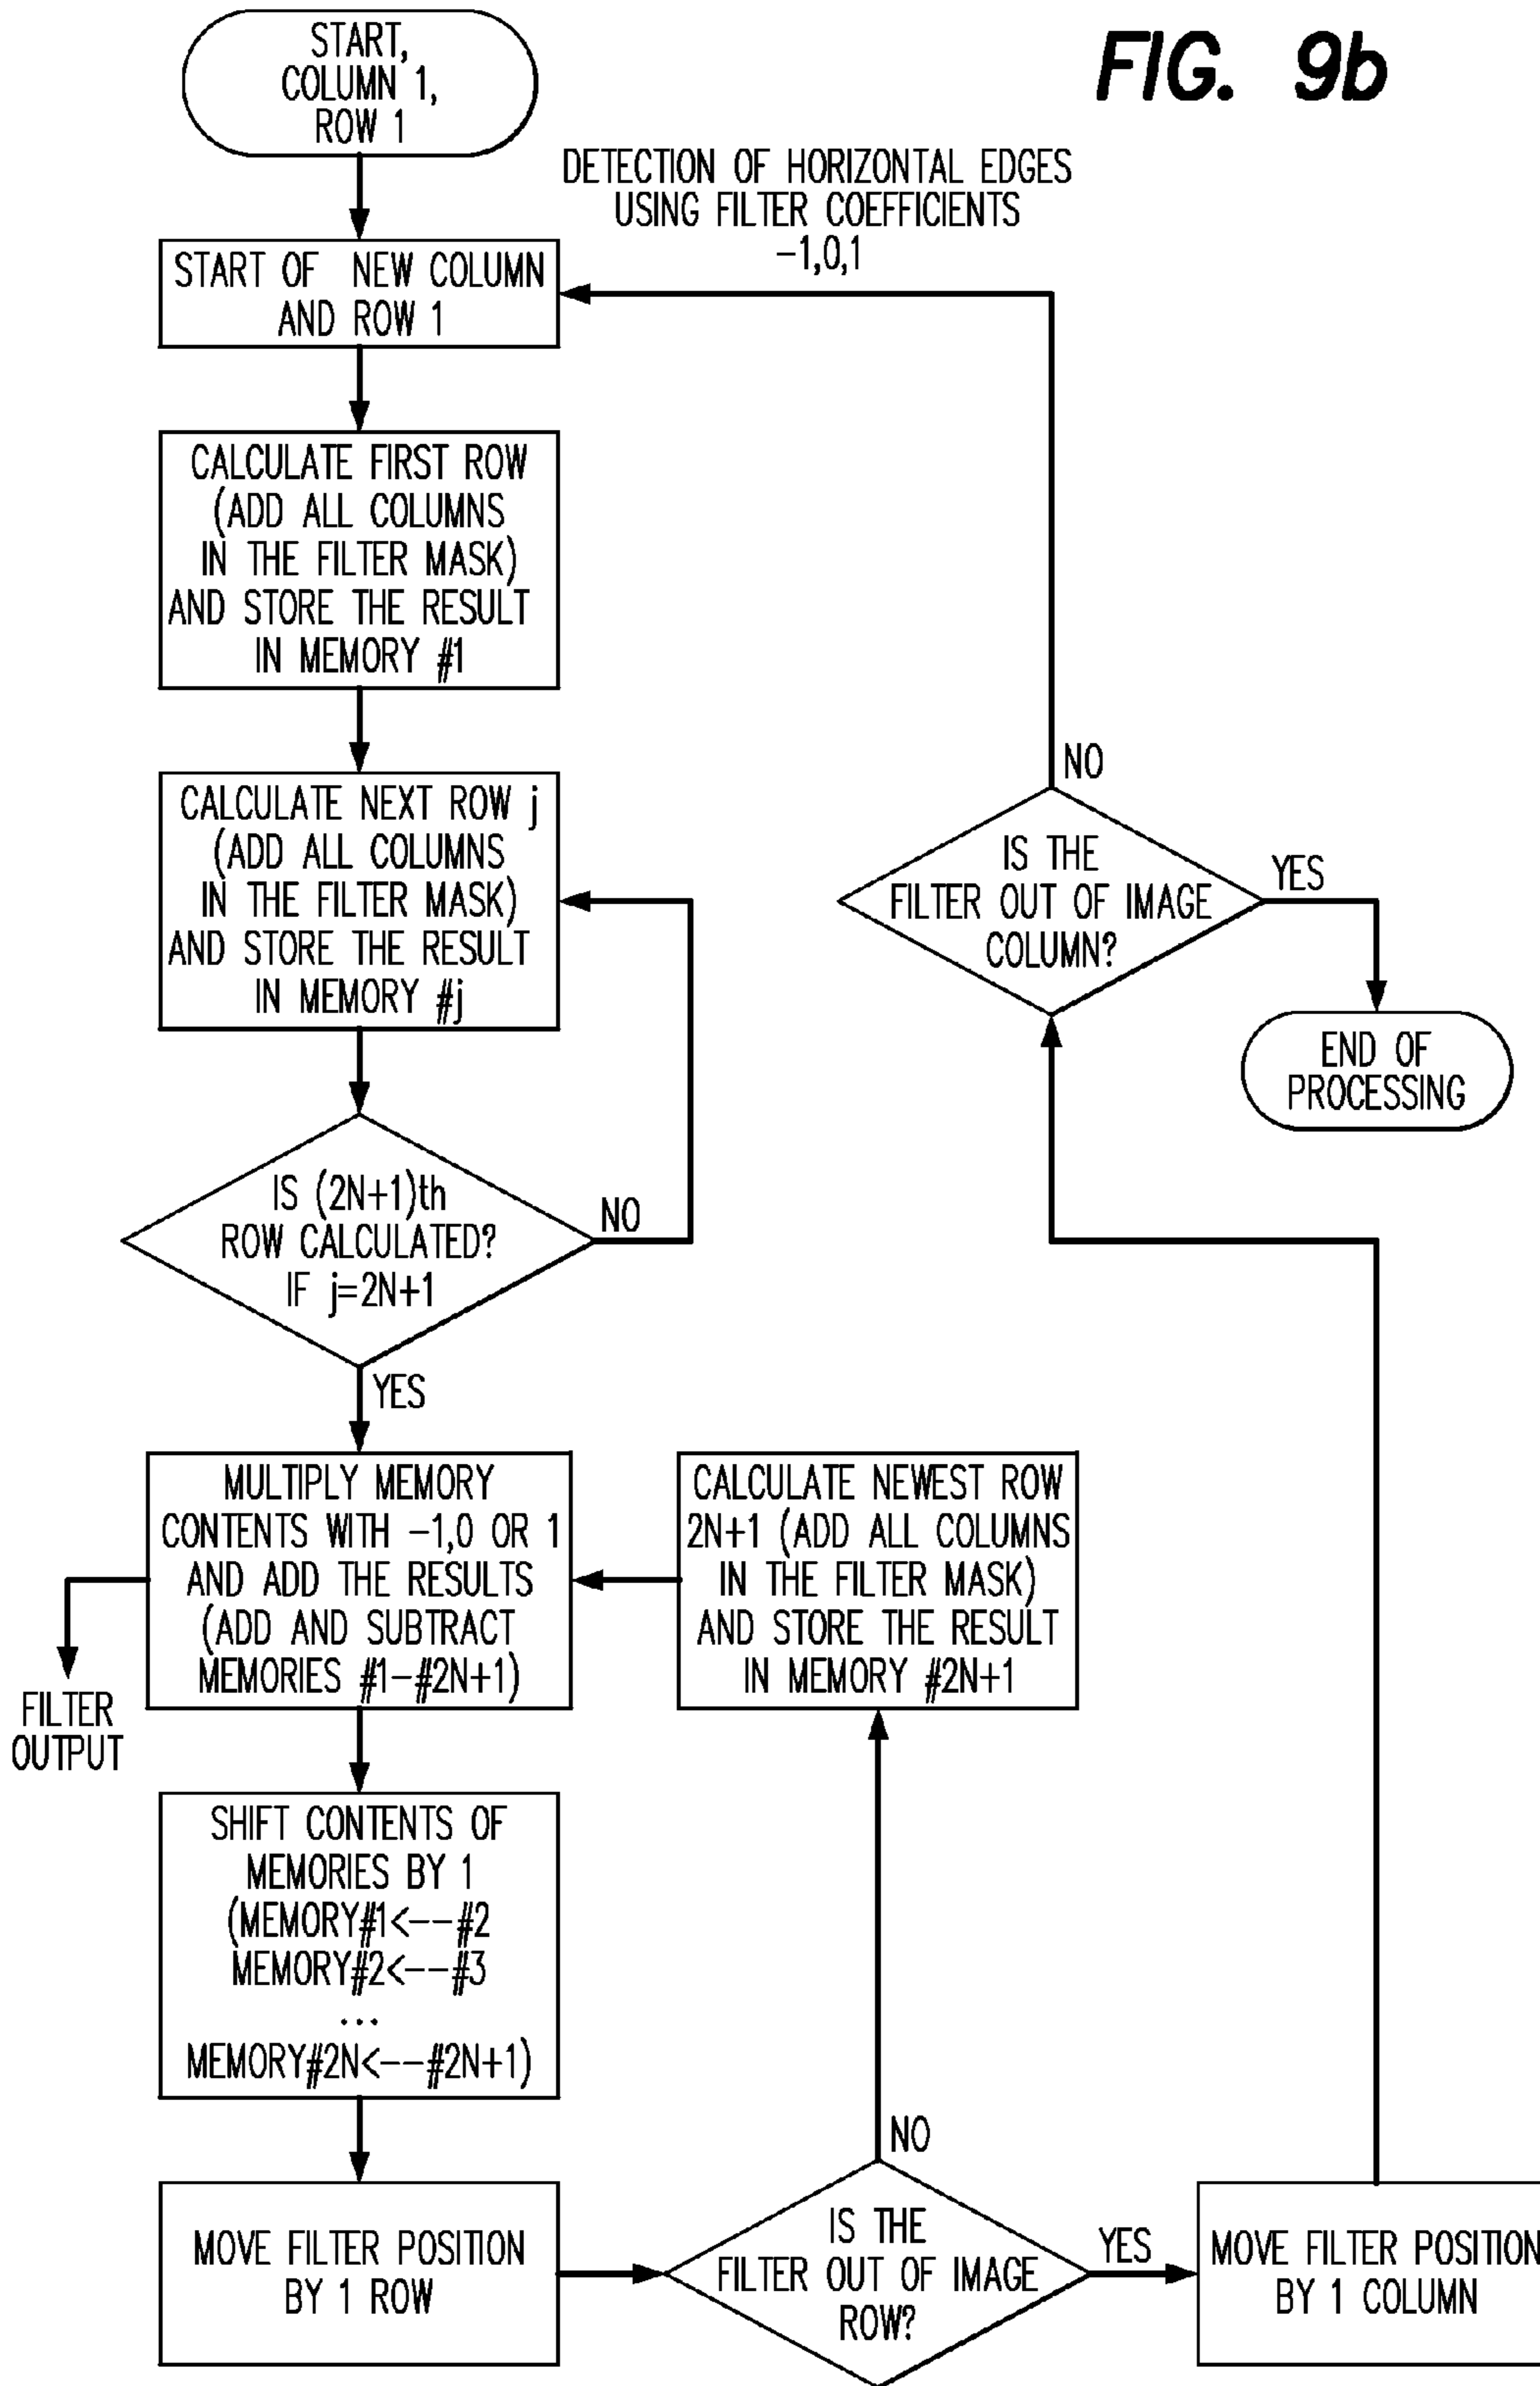 FIG. 9b
START,
COLUMN 1,
ROW 1
DETECTION OF HORIZONTAL EDGES
USING FILTER COEFFICIENTS
-1,0,1
START OF NEW COLUMN
AND ROW 1
CALCULATE FIRST ROW
(ADD ALL COLUMNS
IN THE FILTER MASK)
AND STORE THE RESULT
IN MEMORY #1
CALCULATE NEXT ROW j
(ADD ALL COLUMNS
IN THE FILTER MASK)
AND STORE THE RESULT
IN MEMORY #j
NO
IS THE
FILTER OUT OF IMAGE
COLUMN?
YES
END OF
PROCESSING
IS (2N+1)th
ROW CALCULATED?
IF j=2N+1
NO
YES
MULTIPLY MEMORY
CONTENTS WITH -1,0 OR 1
AND ADD THE RESULTS
(ADD AND SUBTRACT
MEMORIES #1-#2N+1)
CALCULATE NEWEST ROW
2N+1 (ADD ALL COLUMNS
IN THE FILTER MASK)
AND STORE THE RESULT
IN MEMORY #2N+1
FILTER
OUTPUT
SHIFT CONTENTS OF
MEMORIES BY 1
(MEMORY#1<--#2
MEMORY#2<--#3
...
MEMORY#2N<--#2N+1)
MOVE FILTER POSITION
BY 1 ROW
NO
IS THE
FILTER OUT OF IMAGE
ROW?
YES
MOVE FILTER POSITION
BY 1 COLUMN